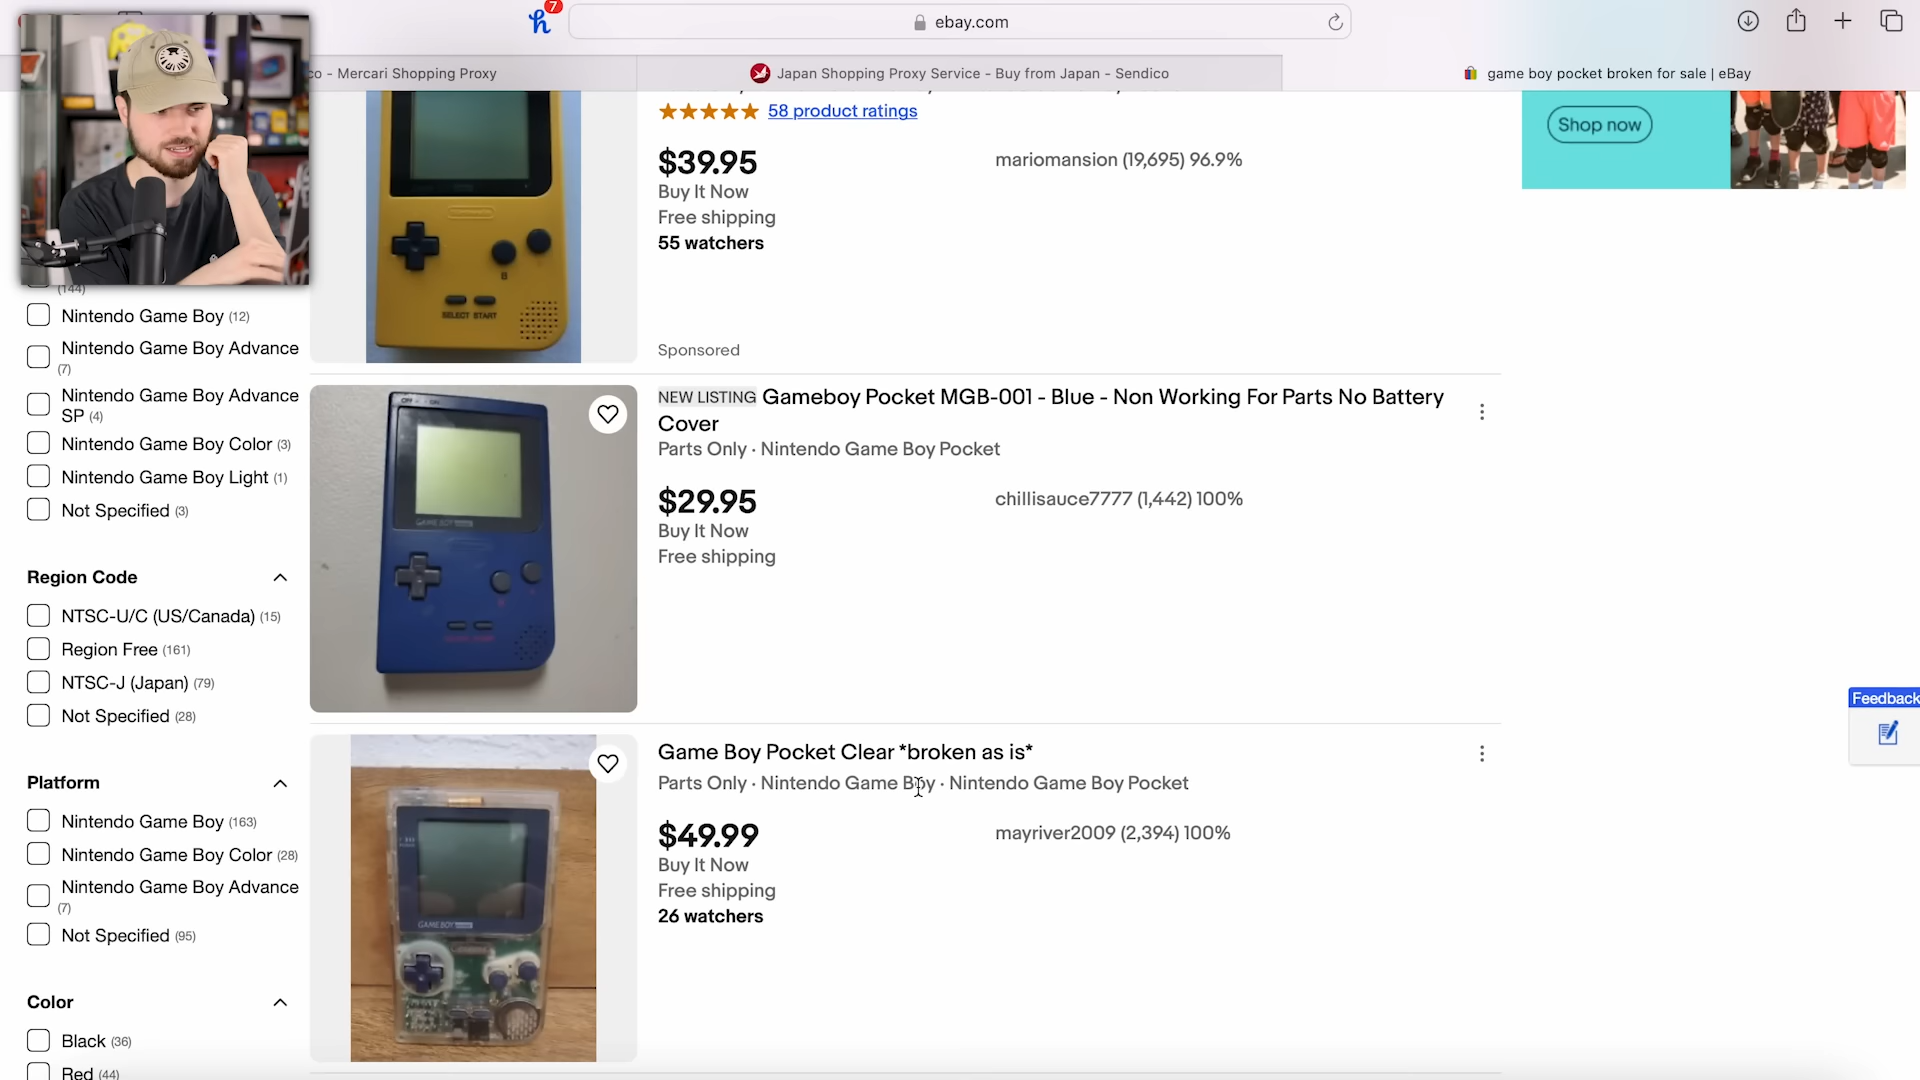 7
ebay.com
co - Mercari Shopping Proxy
Japan Shopping Proxy Service - Buy from Japan - Sendico
game boy pocket broken for sale | eBay
58 product ratings
Shop now
$39.95
mariomansion (19,695) 96.9%
Buy It Now
Free shipping
55 watchers
B
SELECT START
Sponsored
(144)
Nintendo Game Boy (12)
Nintendo Game Boy Advance
(7)
Nintendo Game Boy Advance
SP (4)
Nintendo Game Boy Color (3)
Nintendo Game Boy Light (1)
Not Specified (3)
Region Code
NTSC-U/C (US/Canada) (15)
Region Free (161)
NTSC-J (Japan) (79)
Not Specified (28)
Platform
Nintendo Game Boy (163)
Nintendo Game Boy Color (28)
Nintendo Game Boy Advance
(7)
Not Specified (95)
Color
Black (36)
Red (44)
NEW LISTING Gameboy Pocket MGB-001 - Blue - Non Working For Parts No Battery
Cover
Parts Only · Nintendo Game Boy Pocket
$29.95
chillisauce7777 (1,442) 100%
Buy It Now
Free shipping
GAME BOY
Game Boy Pocket Clear *broken as is*
Parts Only · Nintendo Game Boy · Nintendo Game Boy Pocket
$49.99
mayriver2009 (2,394) 100%
Buy It Now
Free shipping
26 watchers
GAME BOY
Feedback